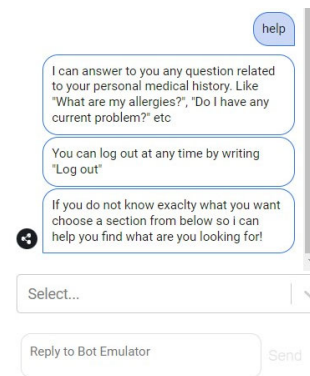 help
I can answer to you any question related
to your personal medical history. Like
"What are my allergies?", "Do I have any
current problem?" etc
You can log out at any time by writing
"Log out"
If you do not know exaclty what you want
choose a section from below so i can
help you find what are you looking for!
Select...
Reply to Bot Emulator
Send